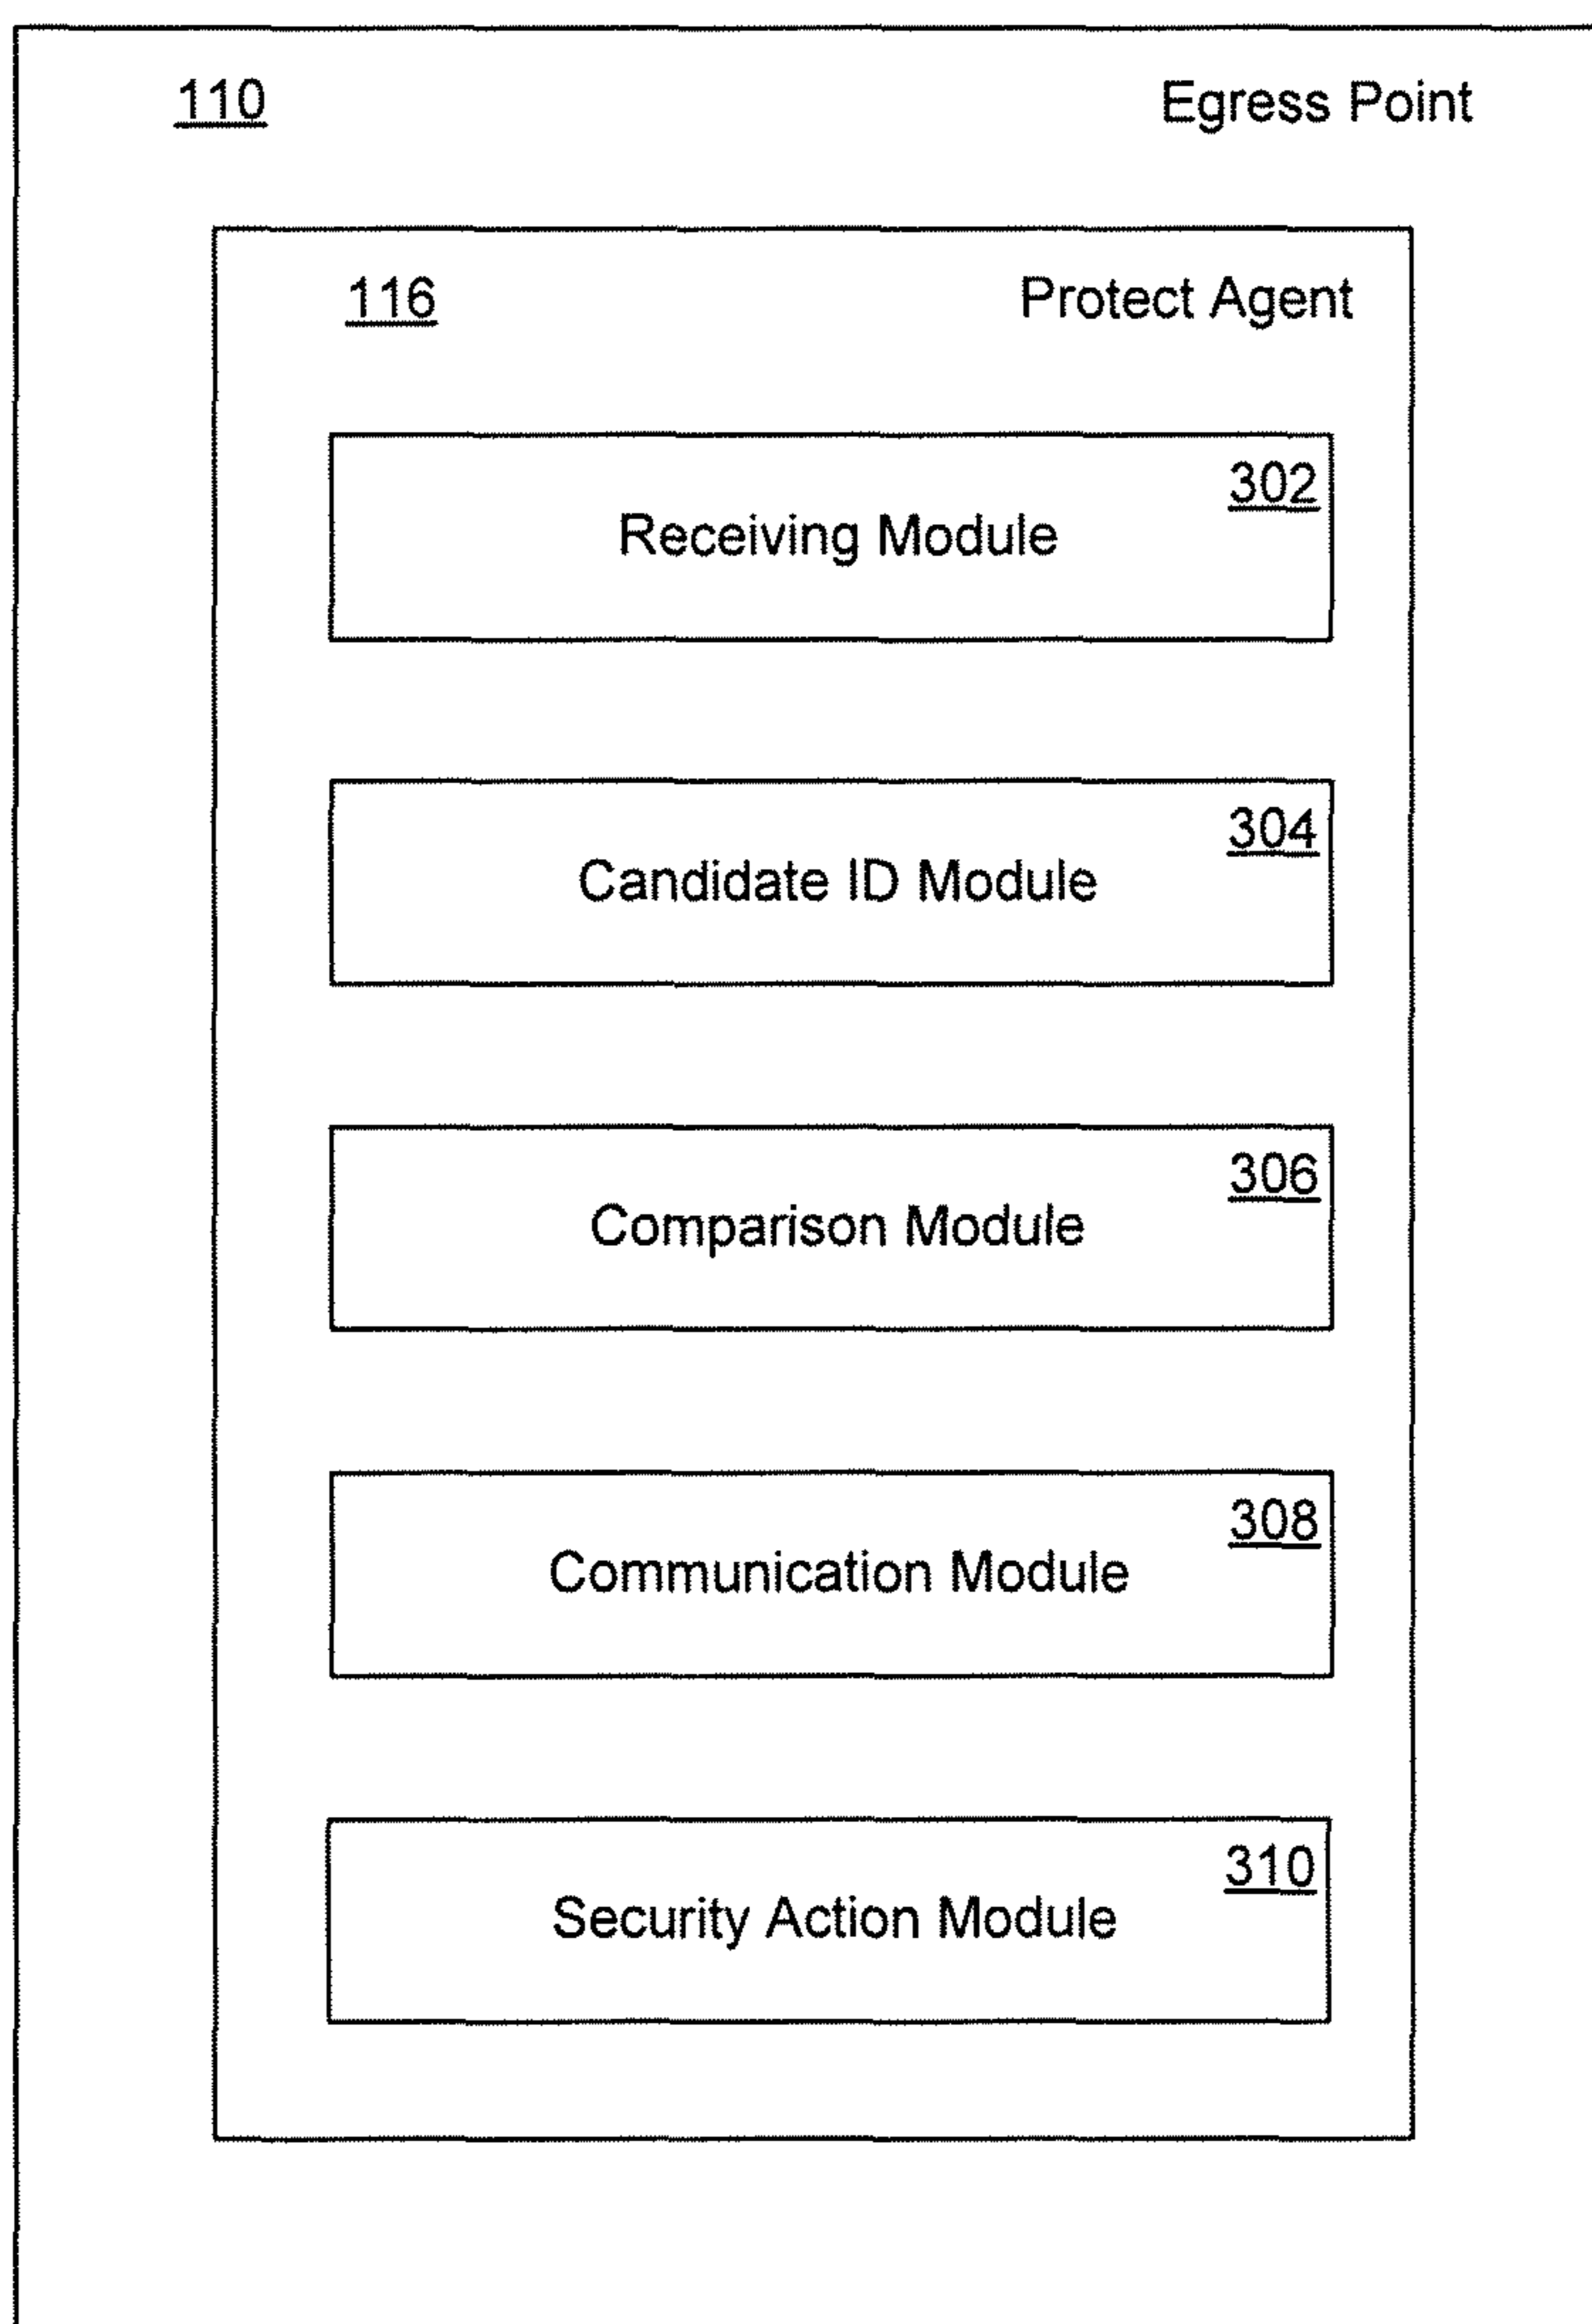 110 Egress Point
116 Protect Agent
302
Receiving Module
304
Candidate ID Module
306
Comparison Module
308
Communication Module
310
Security Action Module